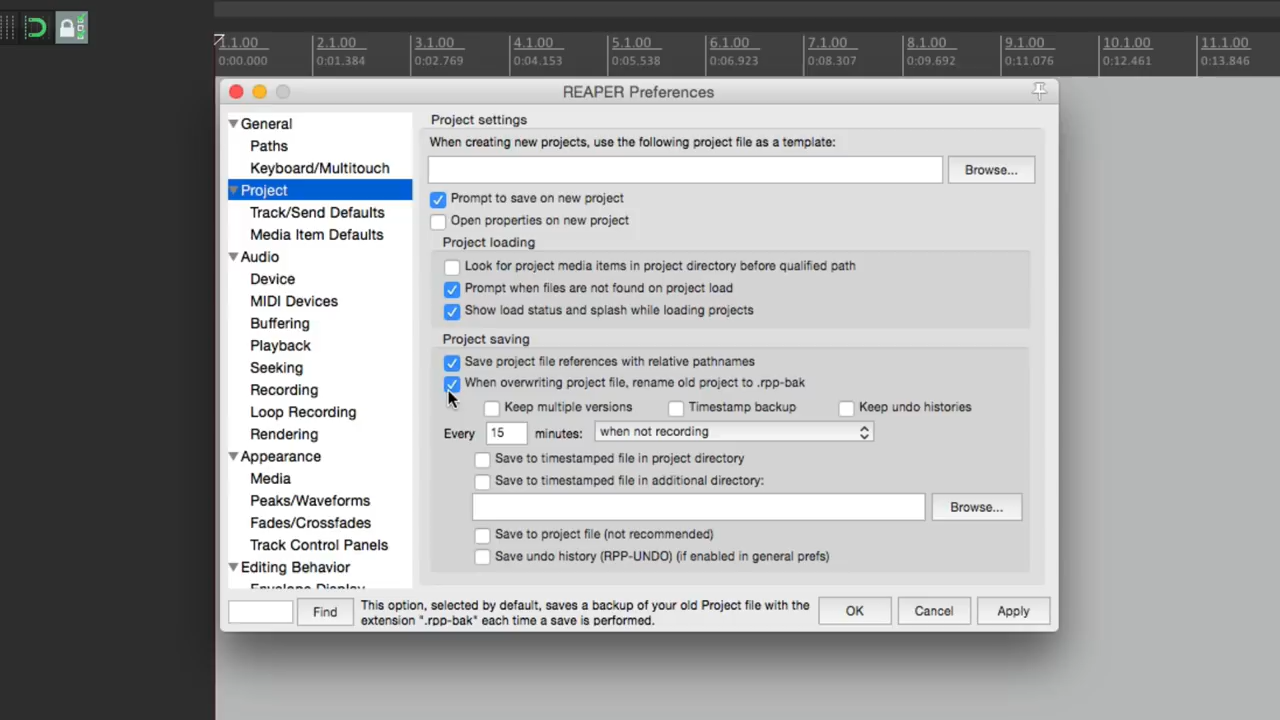 1.1.00 2.1.00 3.1.00 4.1.00 5.1.00 6.1.00 7.1.00 8.1.00 9.1.00 10.1.00 11.1.00
0:00.000 0:01.384 0:02.769 0:04.153 0:05.538 0:06.923 0:08.307 0:09.692 0:11.076 0:12.461 0:13.846
REAPER Preferences
General
Paths
Keyboard/Multitouch
Project
Track/Send Defaults
Media Item Defaults
Audio
Device
MIDI Devices
Buffering
Playback
Seeking
Recording
Loop Recording
Rendering
Appearance
Media
Peaks/Waveforms
Fades/Crossfades
Track Control Panels
Editing Behavior
Envelope Display
Project settings
When creating new projects, use the following project file as a template:
Browse...
Prompt to save on new project
Open properties on new project
Project loading
Look for project media items in project directory before qualified path
Prompt when files are not found on project load
Show load status and splash while loading projects
Project saving
Save project file references with relative pathnames
When overwriting project file, rename old project to .rpp-bak
Keep multiple versions Timestamp backup Keep undo histories
Every 15 minutes: when not recording
Save to timestamped file in project directory
Save to timestamped file in additional directory:
Browse...
Save to project file (not recommended)
Save undo history (RPP-UNDO) (if enabled in general prefs)
Find
This option, selected by default, saves a backup of your old Project file with the
extension ".rpp-bak" each time a save is performed.
OK Cancel Apply